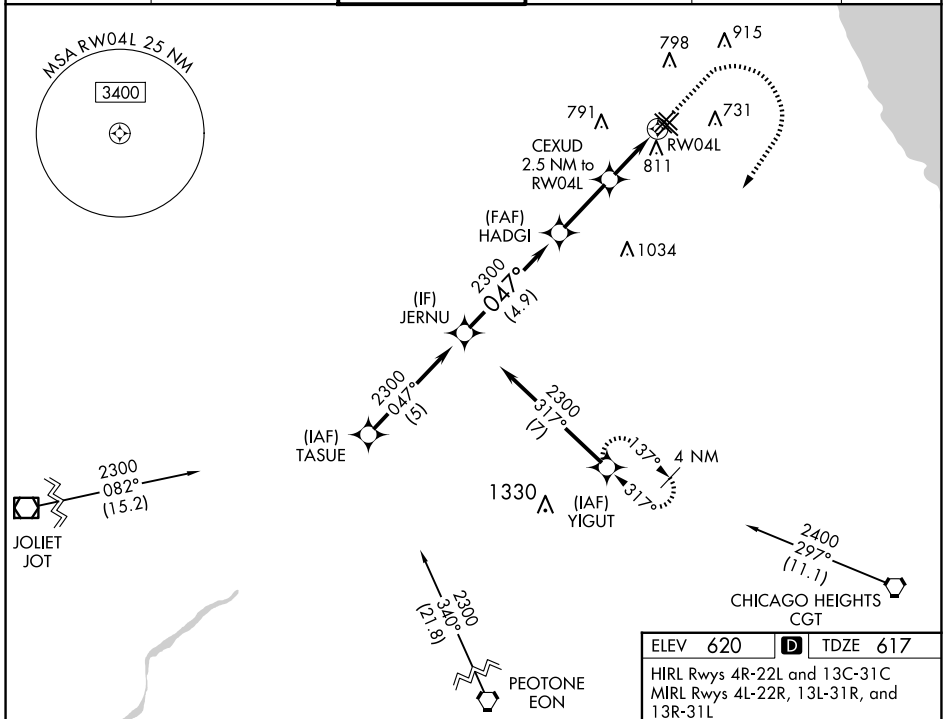 MSA RW04L 25 NM
3400
798
915
791
731
CEXUD
2.5 NM to
RW04L
RW04L
811
(FAF)
HADGI
1034
2300
047°
(4.9)
(IF)
JERNU
2300
047°
(5)
(IAF)
TASUE
2300
317°
(7)
137°
4 NM
317°
1330
(IAF)
YIGUT
2300
082°
(15.2)
JOLIET
JOT
2400
297°
(11.1)
CHICAGO HEIGHTS
CGT
2300
340°
(21.8)
PEOTONE
EON
ELEV 620 D TDZE 617
HIRL Rwys 4R-22L and 13C-31C
MIRL Rwys 4L-22R, 13L-31R, and
13R-31L